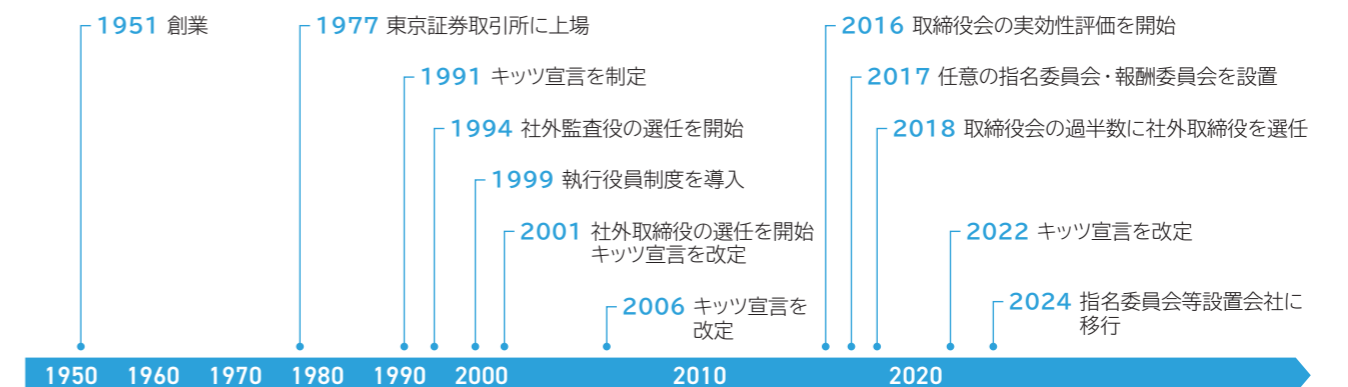 1951 創業
1977 東京証券取引所に上場
1991 キッツ宣言を制定
1994 社外監査役の選任を開始
1999 執行役員制度を導入
2001 社外取締役の選任を開始
キッツ宣言を改定
2006 キッツ宣言を
改定
2016 取締役会の実効性評価を開始
2017 任意の指名委員会・報酬委員会を設置
2018 取締役会の過半数に社外取締役を選任
2022 キッツ宣言を改定
2024 指名委員会等設置会社に
移行
1950 1960 1970 1980 1990 2000 2010 2020